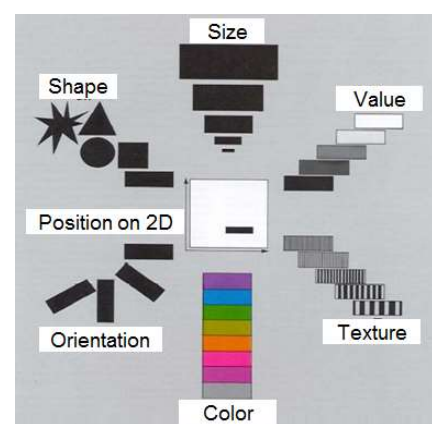 Size
Shape
Value
Position on 2D
Orientation
Texture
Color